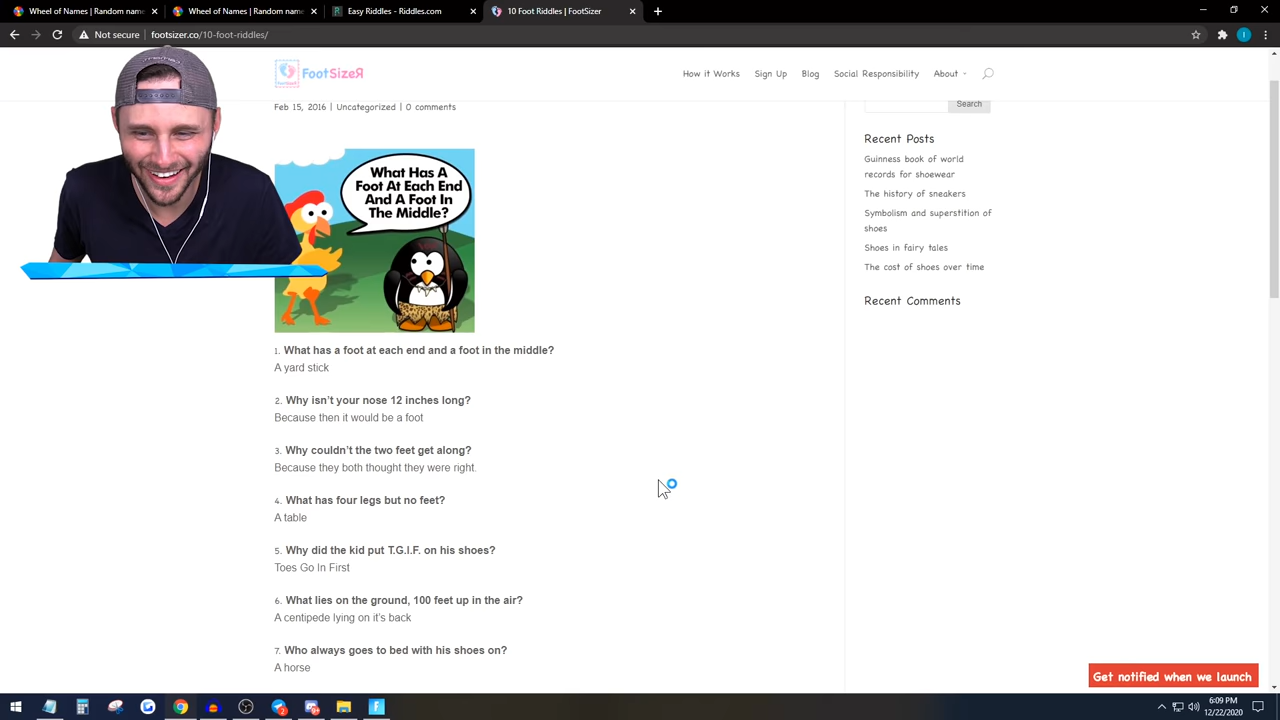 Wheel of Names | Random name
Wheel of Names | Random name
Foot Riddles - Riddles.com
10 Foot Riddles | FootSizer
Not secure | footsizer.co/10-foot-riddles/
FootSizeЯ
How it Works
Sign Up
Blog
Social Responsibility
About
Feb 15, 2016 | Uncategorized | 0 comments
Search
What Has A
Foot At Each End
And A Foot In
The Middle?
1. What has a foot at each end and a foot in the middle?
A yard stick
2. Why isn't your nose 12 inches long?
Because then it would be a foot
3. Why couldn't the two feet get along?
Because they both thought they were right.
4. What has four legs but no feet?
A table
5. Why did the kid put T.G.I.F. on his shoes?
Toes Go In First
6. What lies on the ground, 100 feet up in the air?
A centipede lying on it's back
7. Who always goes to bed with his shoes on?
A horse
Recent Posts
Guinness book of world
records for shoewear
The history of sneakers
Symbolism and superstition of
shoes
Shoes in fairy tales
The cost of shoes over time
Recent Comments
Get notified when we launch
6:09 PM
12/22/2020